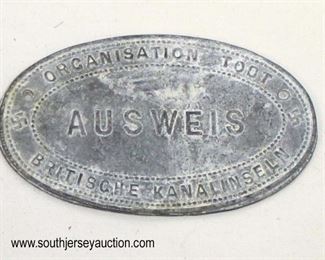 ORGANISATION TODT
AUSWEIS
BRITISCHE KANALINSELN
www.southjerseyauction.com